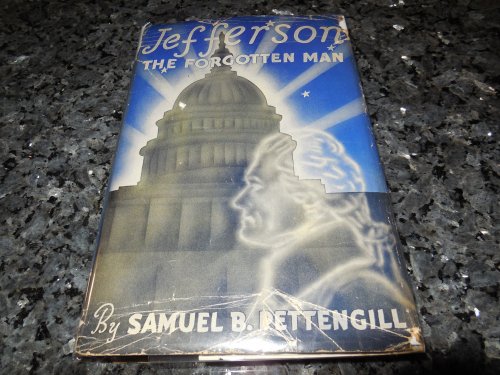 Jefferson
THE FORGOTTEN MAN
By SAMUEL B. PETTENGILL